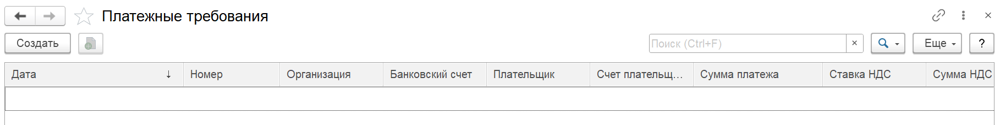 Платежные требования
Создать Поиск (Ctrl+F) × Еще ?
Дата ↓ Номер Организация Банковский счет Плательщик Счет плательщ... Сумма платежа Ставка НДС Сумма НДС